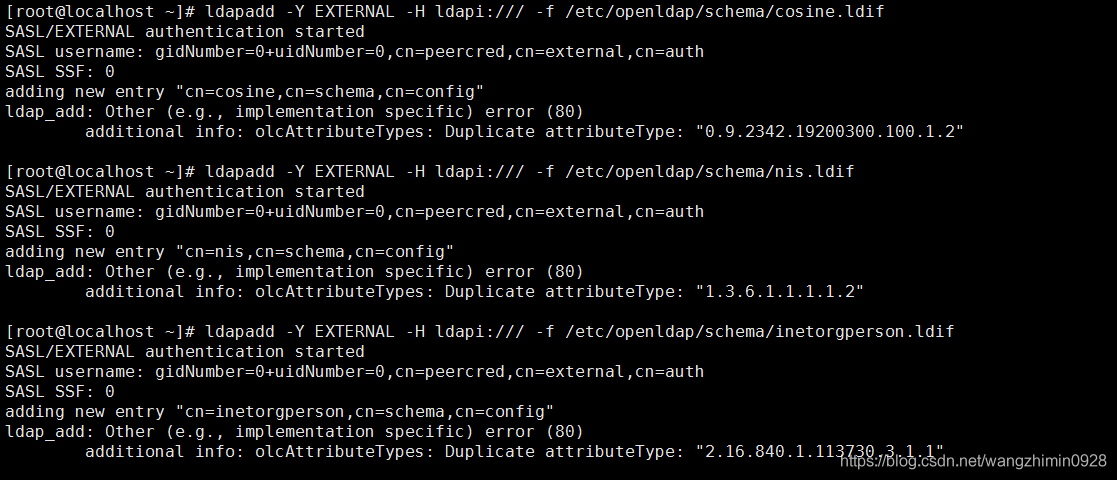 [root@localhost ~]# ldapadd -Y EXTERNAL -H ldapi:/// -f /etc/openldap/schema/cosine.ldif
SASL/EXTERNAL authentication started
SASL username: gidNumber=0+uidNumber=0,cn=peercred,cn=external,cn=auth
SASL SSF: 0
adding new entry "cn=cosine,cn=schema,cn=config"
ldap_add: Other (e.g., implementation specific) error (80)
        additional info: olcAttributeTypes: Duplicate attributeType: "0.9.2342.19200300.100.1.2"

[root@localhost ~]# ldapadd -Y EXTERNAL -H ldapi:/// -f /etc/openldap/schema/nis.ldif
SASL/EXTERNAL authentication started
SASL username: gidNumber=0+uidNumber=0,cn=peercred,cn=external,cn=auth
SASL SSF: 0
adding new entry "cn=nis,cn=schema,cn=config"
ldap_add: Other (e.g., implementation specific) error (80)
        additional info: olcAttributeTypes: Duplicate attributeType: "1.3.6.1.1.1.1.2"

[root@localhost ~]# ldapadd -Y EXTERNAL -H ldapi:/// -f /etc/openldap/schema/inetorgperson.ldif
SASL/EXTERNAL authentication started
SASL username: gidNumber=0+uidNumber=0,cn=peercred,cn=external,cn=auth
SASL SSF: 0
adding new entry "cn=inetorgperson,cn=schema,cn=config"
ldap_add: Other (e.g., implementation specific) error (80)
        additional info: olcAttributeTypes: Duplicate attributeType: "2.16.840.1.113730.3.1.1"
https://blog.csdn.net/wangzhimin0928